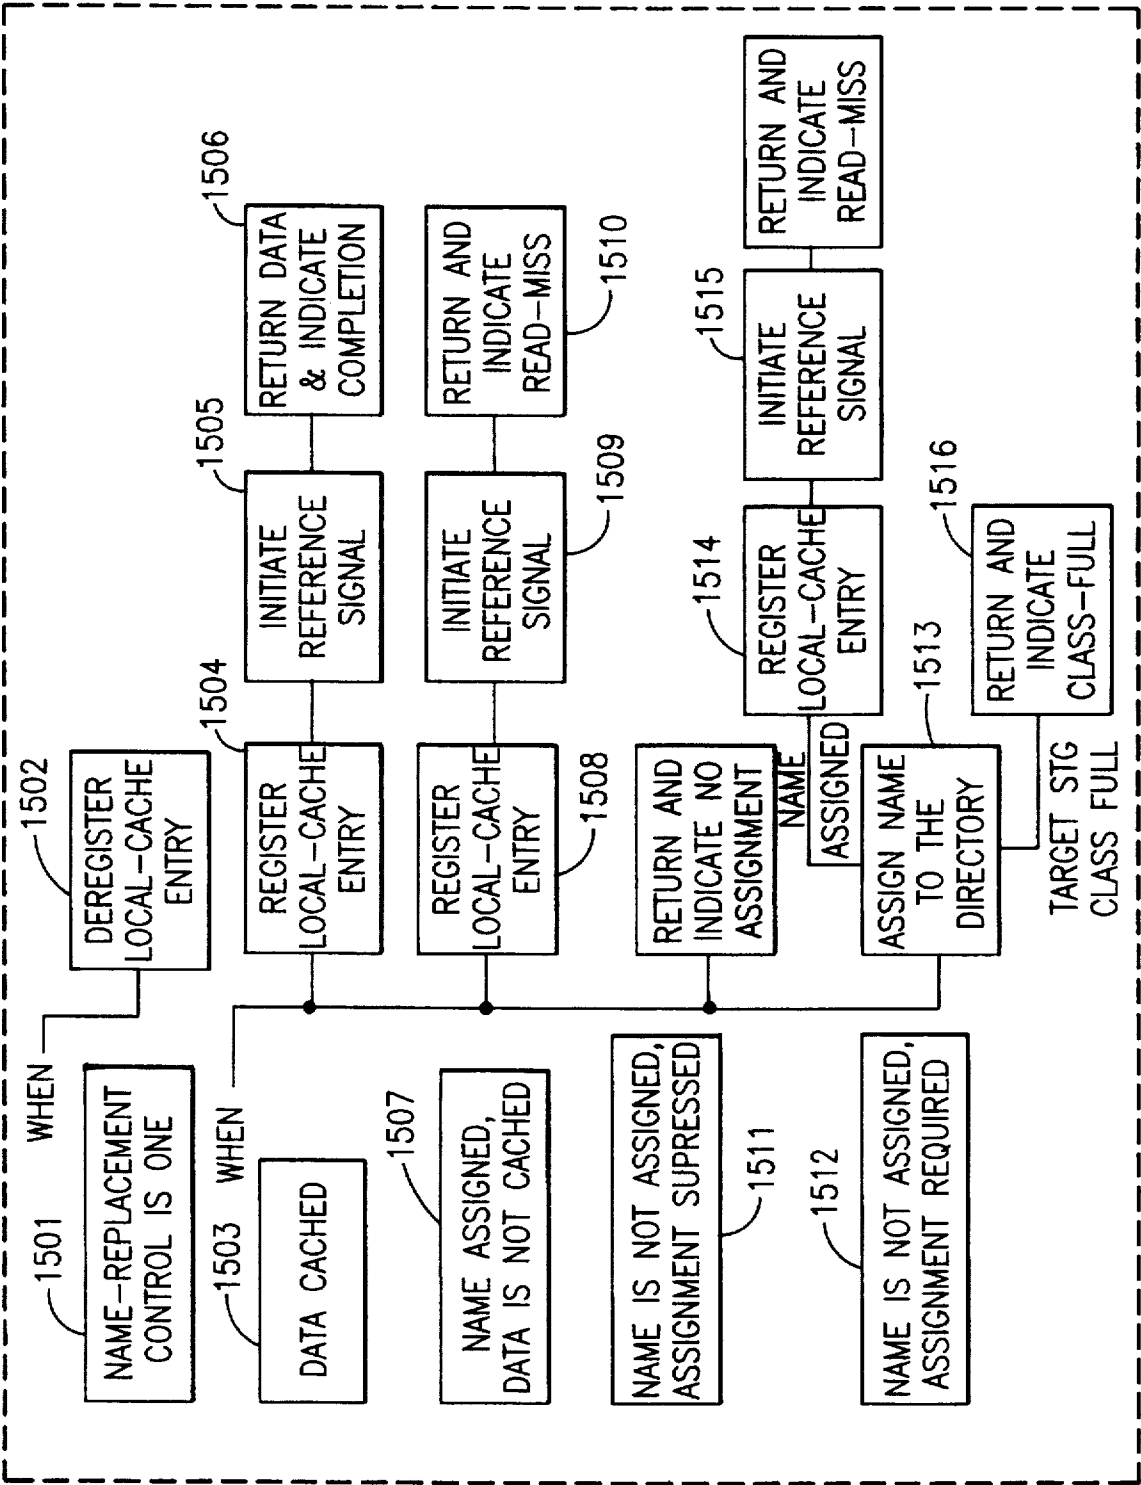 WHEN
1502
DEREGISTER
LOCAL-CACHE
ENTRY
1501
NAME-REPLACEMENT
CONTROL IS ONE
WHEN
1503
DATA CACHED
1504
REGISTER
LOCAL-CACHE
ENTRY
1505
INITIATE
REFERENCE
SIGNAL
1506
RETURN DATA
& INDICATE
COMPLETION
1507
NAME ASSIGNED,
DATA IS NOT CACHED
REGISTER
LOCAL-CACHE
ENTRY
1508
INITIATE
REFERENCE
SIGNAL
1509
RETURN AND
INDICATE
READ-MISS
1510
NAME IS NOT ASSIGNED,
ASSIGNMENT SUPRESSED
1511
RETURN AND
INDICATE NO
ASSIGNMENT
1512
NAME IS NOT ASSIGNED,
ASSIGNMENT REQUIRED
ASSIGN NAME
TO THE
DIRECTORY
1513
NAME
ASSIGNED
1514
REGISTER
LOCAL-CACHE
ENTRY
1515
INITIATE
REFERENCE
SIGNAL
RETURN AND
INDICATE
READ-MISS
TARGET STG
CLASS FULL
1516
RETURN AND
INDICATE
CLASS-FULL